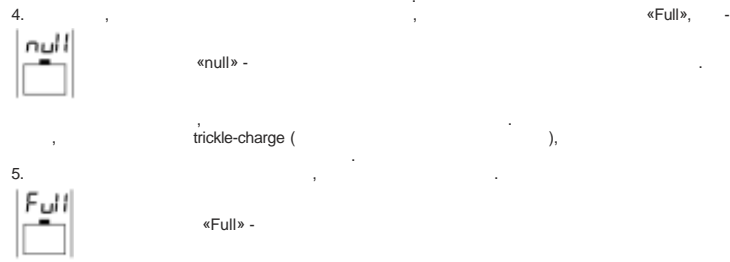 .
4. , , «Full», -
null
«null» - .
, .
, trickle-charge ( ),
.
5. , .
Full
«Full» -